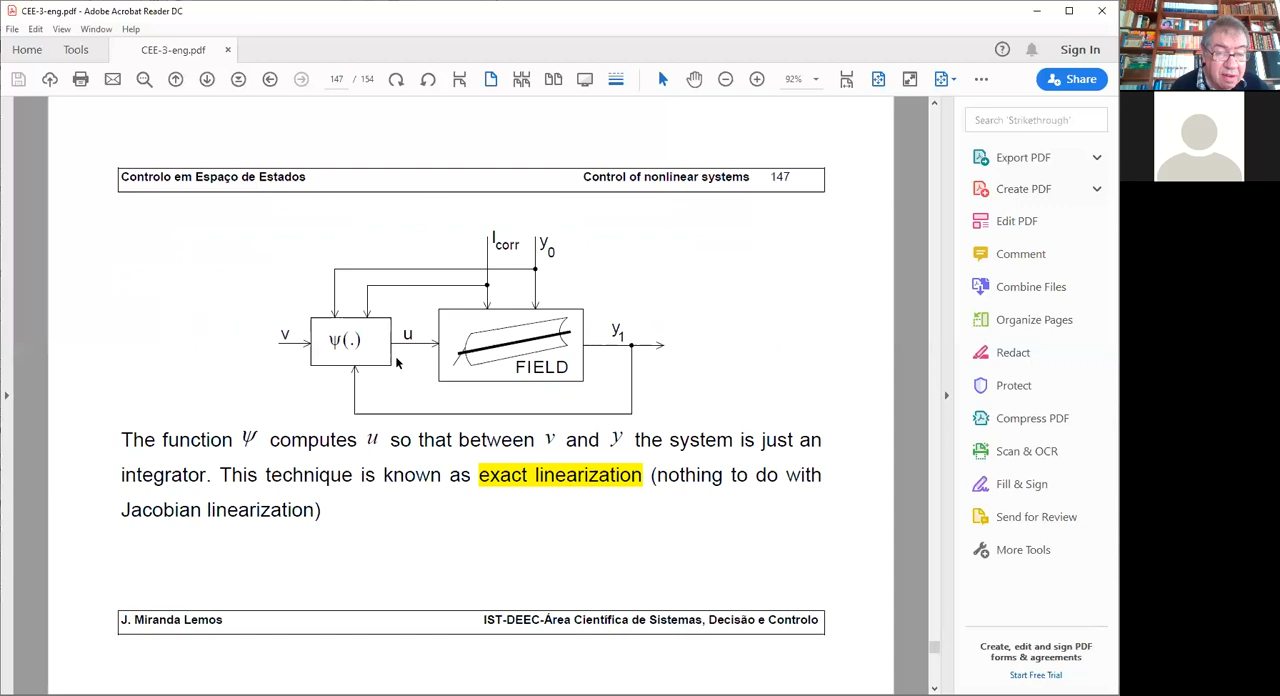 CEE-3-eng.pdf - Adobe Acrobat Reader DC
File Edit View Window Help
Home Tools CEE-3-eng.pdf × Sign In
147 / 154 92% Share
Controlo em Espaço de Estados Control of nonlinear systems 147
I corr y0
v ψ(.) u y1
FIELD
The function ψ computes u so that between v and y the system is just an
integrator. This technique is known as exact linearization (nothing to do with
Jacobian linearization)
J. Miranda Lemos IST-DEEC-Área Científica de Sistemas, Decisão e Controlo
Search 'Strikethrough'
Export PDF
Create PDF
Edit PDF
Comment
Combine Files
Organize Pages
Redact
Protect
Compress PDF
Scan & OCR
Fill & Sign
Send for Review
More Tools
Create, edit and sign PDF
forms & agreements
Start Free Trial